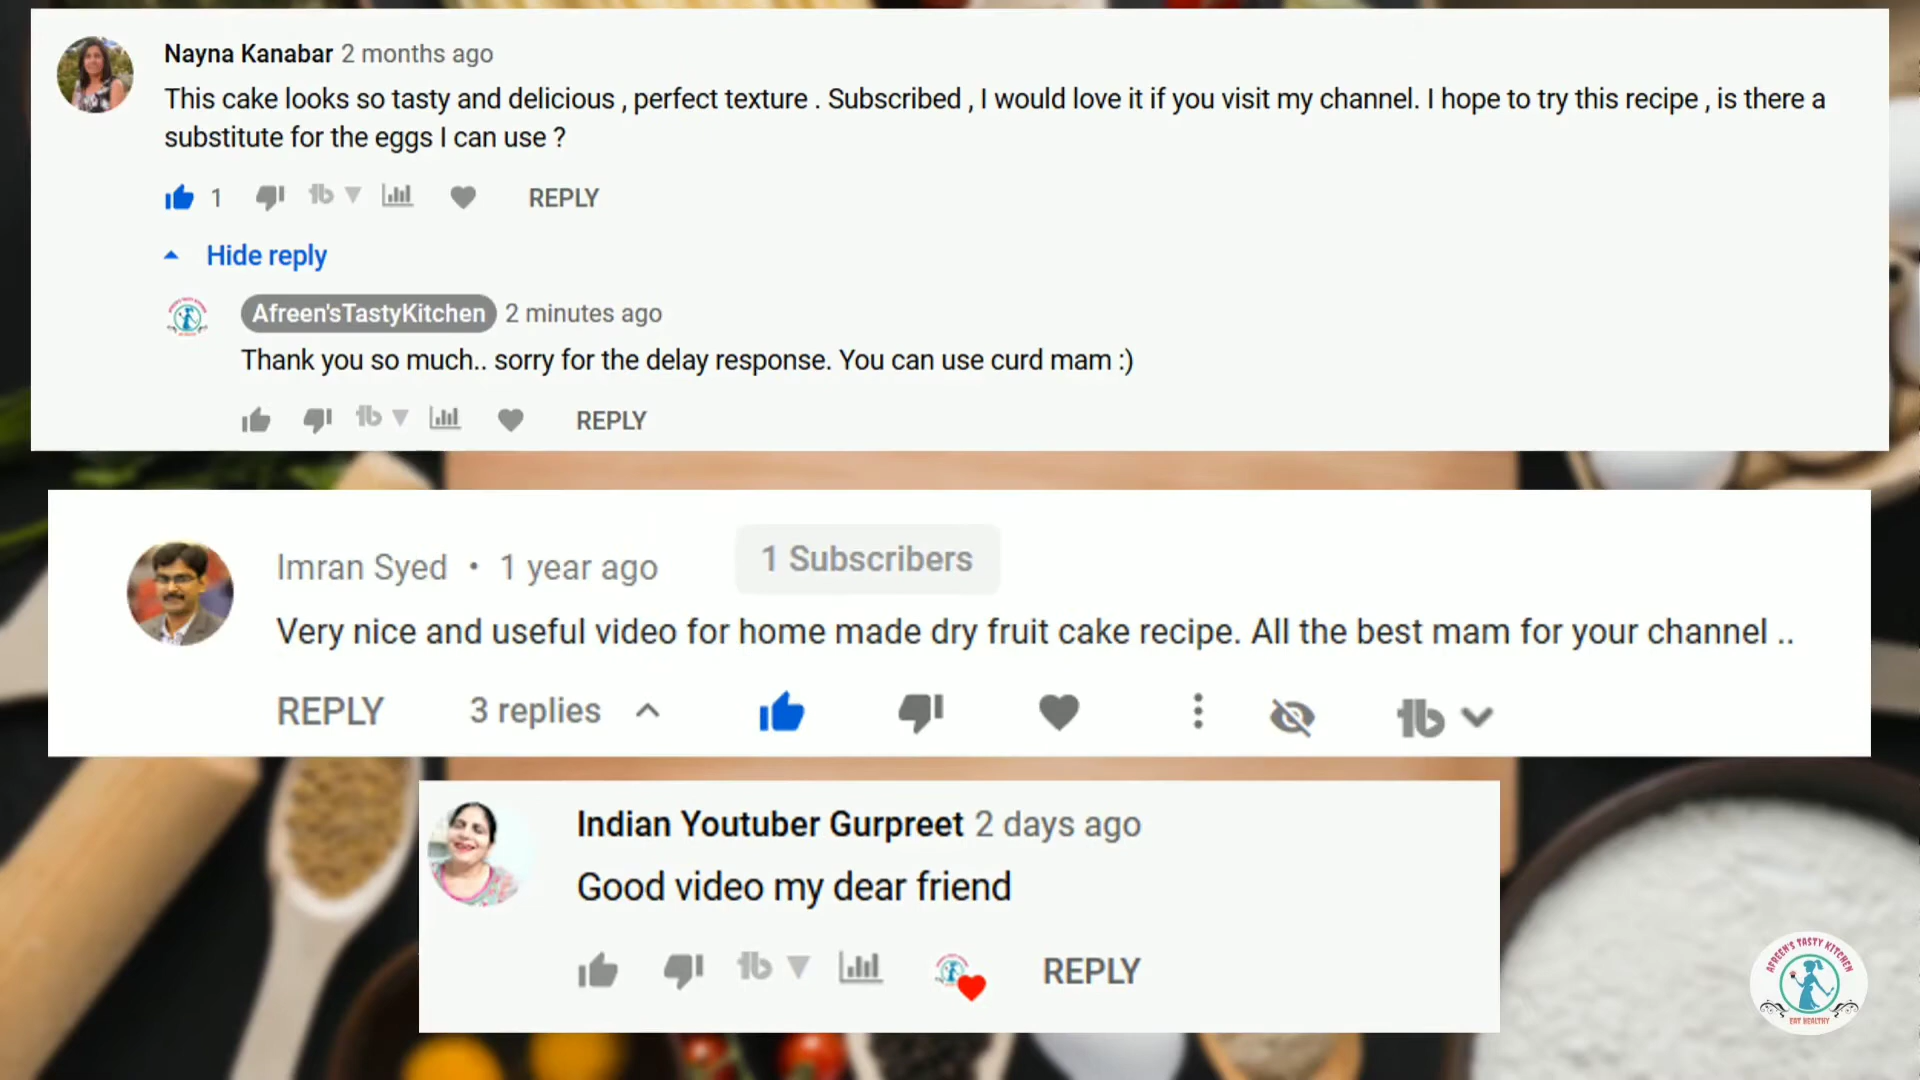 Nayna Kanabar 2 months ago
This cake looks so tasty and delicious , perfect texture . Subscribed , I would love it if you visit my channel. I hope to try this recipe , is there a
substitute for the eggs I can use ?
1 REPLY
Hide reply
Afreen'sTastyKitchen 2 minutes ago
Thank you so much.. sorry for the delay response. You can use curd mam :)
REPLY
Imran Syed • 1 year ago 1 Subscribers
Very nice and useful video for home made dry fruit cake recipe. All the best mam for your channel ..
REPLY 3 replies
Indian Youtuber Gurpreet 2 days ago
Good video my dear friend
REPLY
AFREEN'S TASTY KITCHEN
EAT HEALTHY